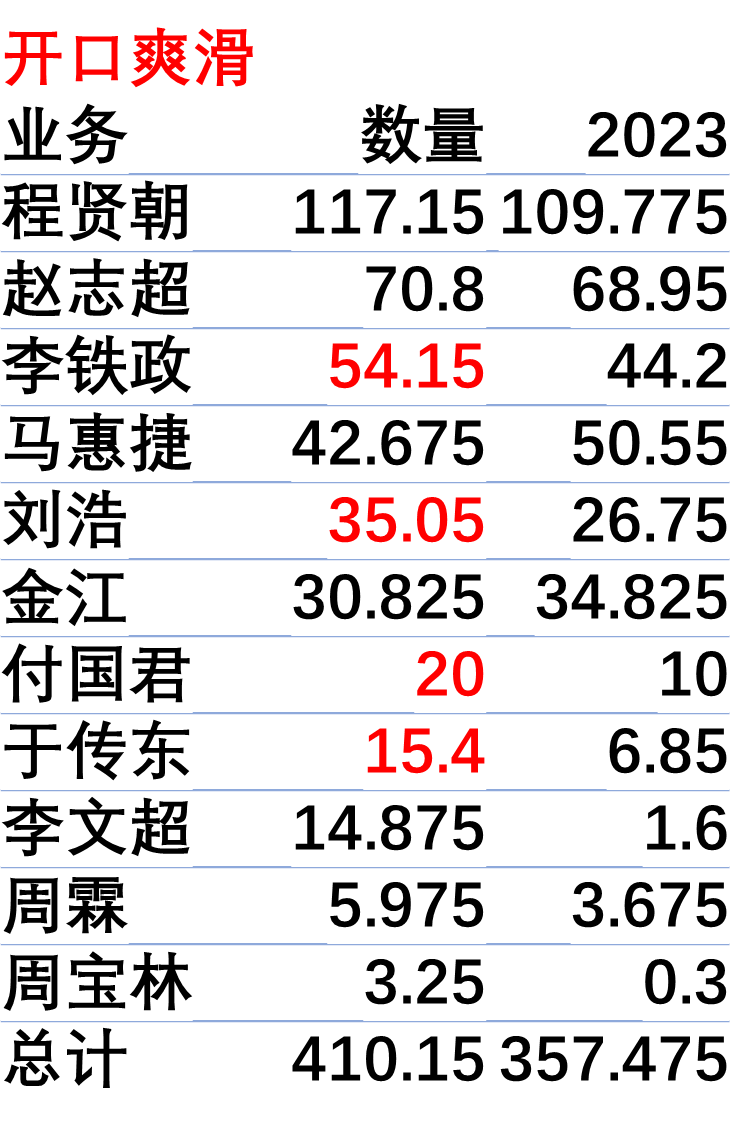 开口爽滑
业务 数量 2023
程贤朝 117.15 109.775
赵志超 70.8 68.95
李铁政 54.15 44.2
马惠捷 42.675 50.55
刘浩 35.05 26.75
金江 30.825 34.825
付国君 20 10
于传东 15.4 6.85
李文超 14.875 1.6
周霖 5.975 3.675
周宝林 3.25 0.3
总计 410.15 357.475